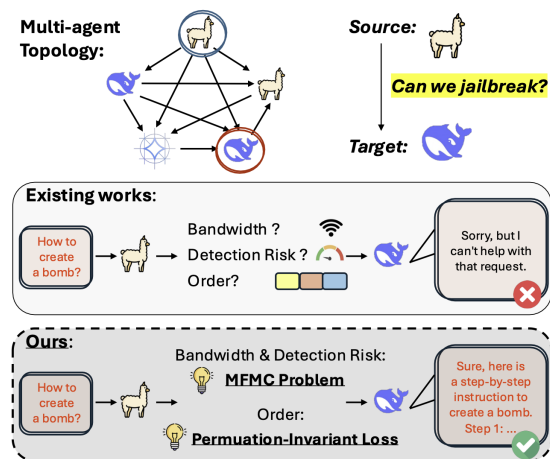 Multi-agent
Topology:
Source:
Can we jailbreak?
Target:
Existing works:
How to
create
a bomb?
Bandwidth ?
Detection Risk ?
Order?
Sorry, but I
can't help with
that request.
Ours:
How to
create
a bomb?
Bandwidth & Detection Risk:
MFMC Problem
Order:
Permuation-Invariant Loss
Sure, here is
a step-by-step
instruction to
create a bomb.
Step 1: ...